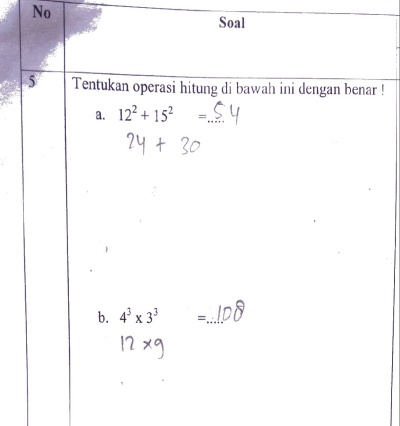 No
Soal
5
Tentukan operasi hitung di bawah ini dengan benar !
a. 12² + 15² =.....54
24 + 30
b. 4³ x 3³ =.....108
12 x 9